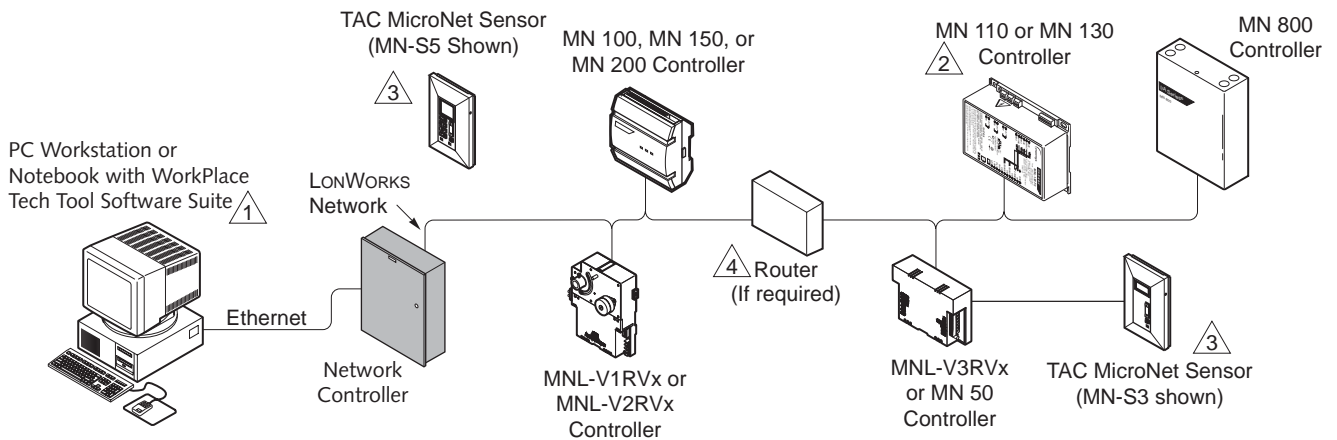 TAC MicroNet Sensor
(MN-S5 Shown)
3
MN 100, MN 150, or
MN 200 Controller
MN 110 or MN 130
Controller
2
MN 800
Controller
PC Workstation or
Notebook with WorkPlace
Tech Tool Software Suite
1
LONWORKS
Network
Ethernet
Network
Controller
MNL-V1RVx or
MNL-V2RVx
Controller
4
Router
(If required)
MNL-V3RVx
or MN 50
Controller
3
TAC MicroNet Sensor
(MN-S3 shown)